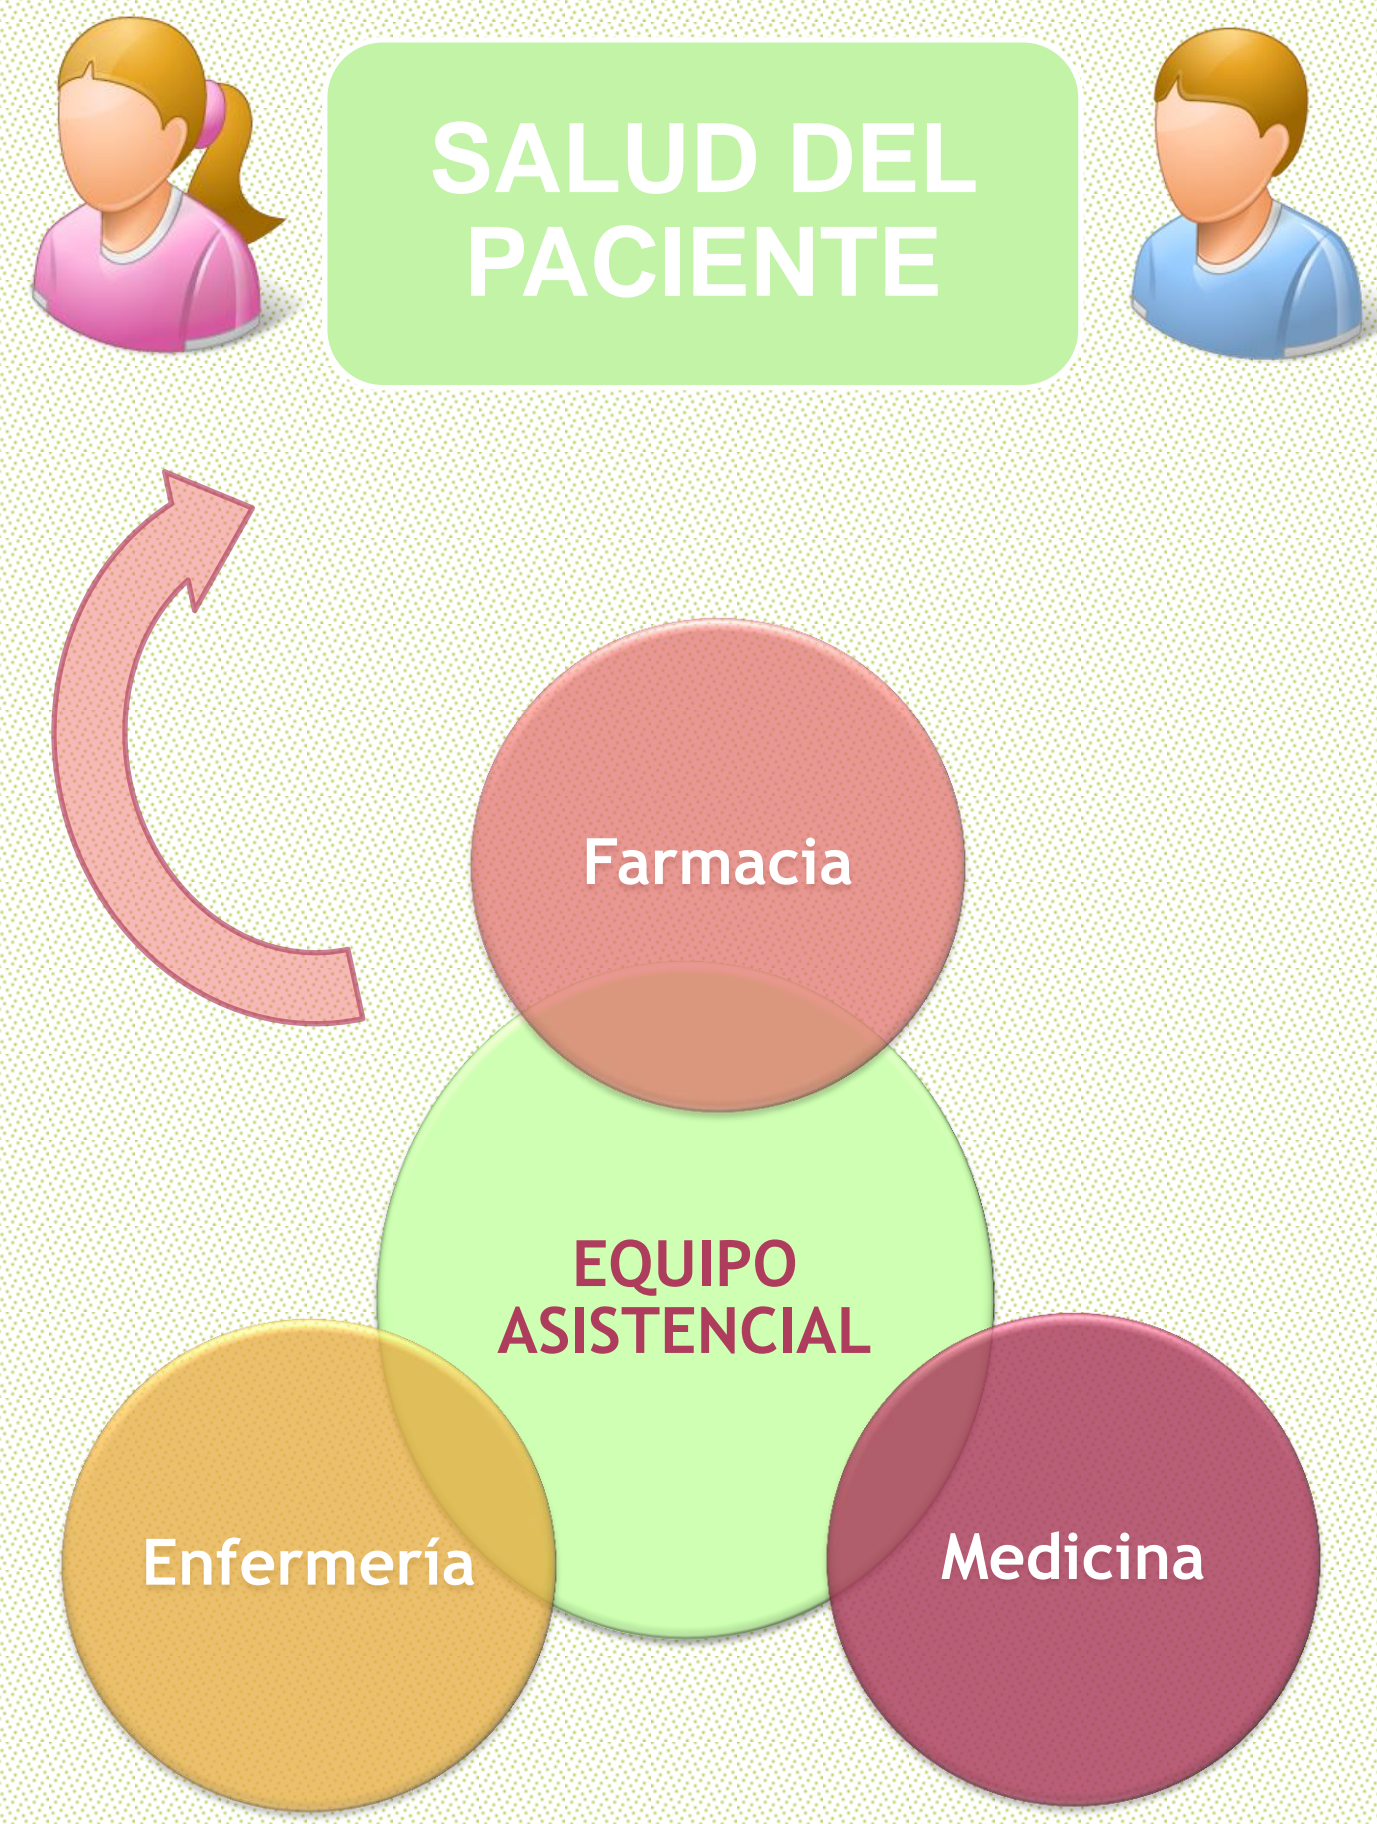 SALUD DEL
PACIENTE
Farmacia
EQUIPO
ASISTENCIAL
Enfermería
Medicina